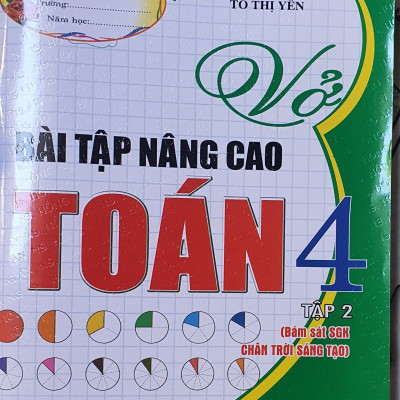 TÔ THỊ YẾN
Trường:
Năm học:
Vở
BÀI TẬP NÂNG CAO
TOÁN 4
TẬP 2
(Bám sát SGK
CHÂN TRỜI SÁNG TẠO)